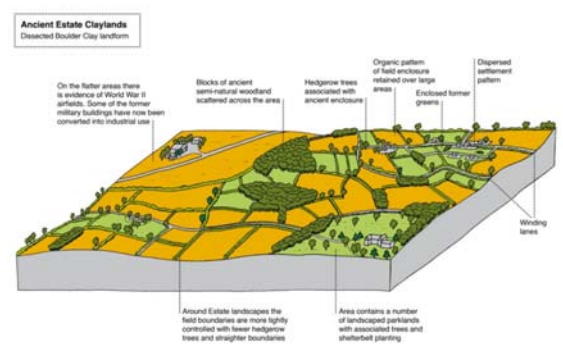 Ancient Estate Claylands
Dissected Boulder Clay landform
On the flatter areas there
is evidence of World War II
airfields. Some of the former
military buildings have now been
converted into industrial use
Blocks of ancient
semi-natural woodland
scattered across the area
Hedgerow trees
associated with
ancient enclosure
Organic pattern
of field enclosure
retained over large
areas
Enclosed former
greens
Dispersed
settlement
pattern
Winding
lanes
Around Estate landscapes the
field boundaries are more tightly
controlled with fewer hedgerow
trees and straighter boundaries
Area contains a number
of landscaped parklands
with associated trees and
shelterbelt planting